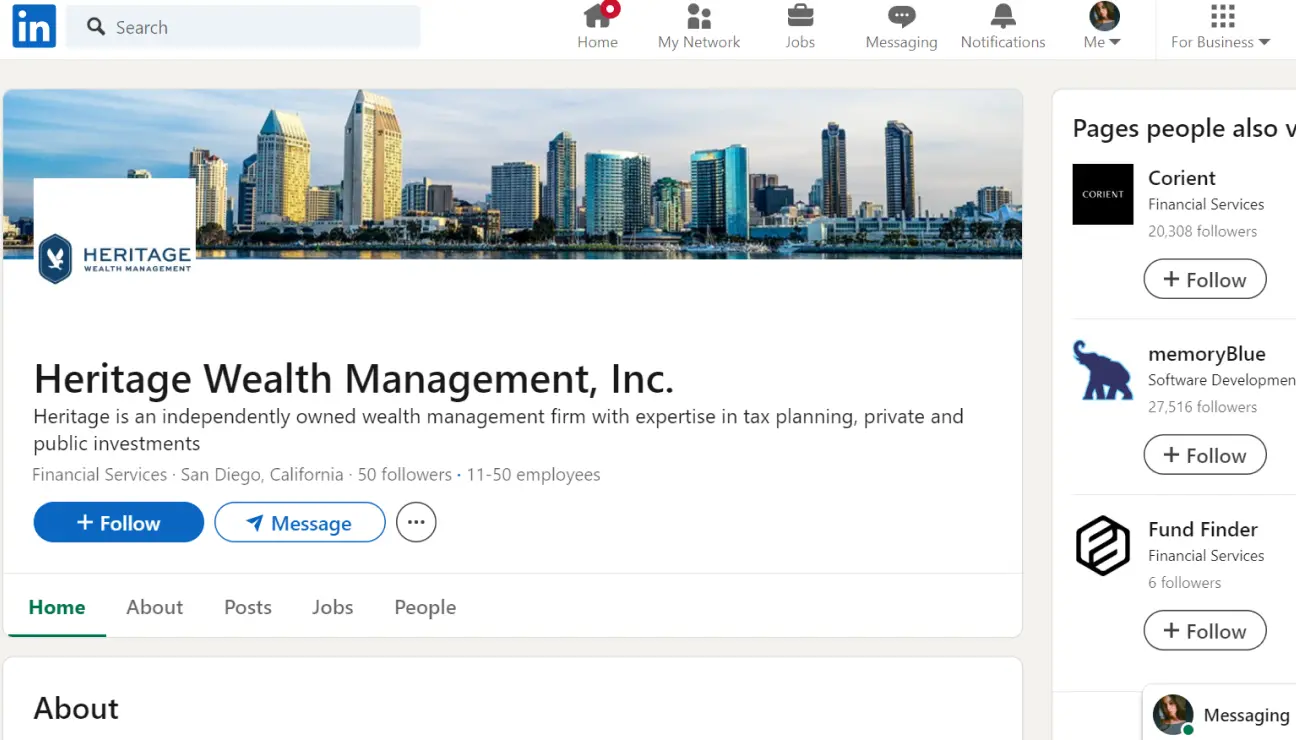 in
Search
Home
My Network
Jobs
Messaging
Notifications
Me
For Business
HERITAGE
WEALTH MANAGEMENT
Heritage Wealth Management, Inc.
Heritage is an independently owned wealth management firm with expertise in tax planning, private and
public investments
Financial Services · San Diego, California · 50 followers · 11-50 employees
+ Follow
Message
Home
About
Posts
Jobs
People
About
Pages people also v
CORIENT
Corient
Financial Services
20,308 followers
+ Follow
memoryBlue
Software Developmen
27,516 followers
+ Follow
Fund Finder
Financial Services
6 followers
+ Follow
Messaging